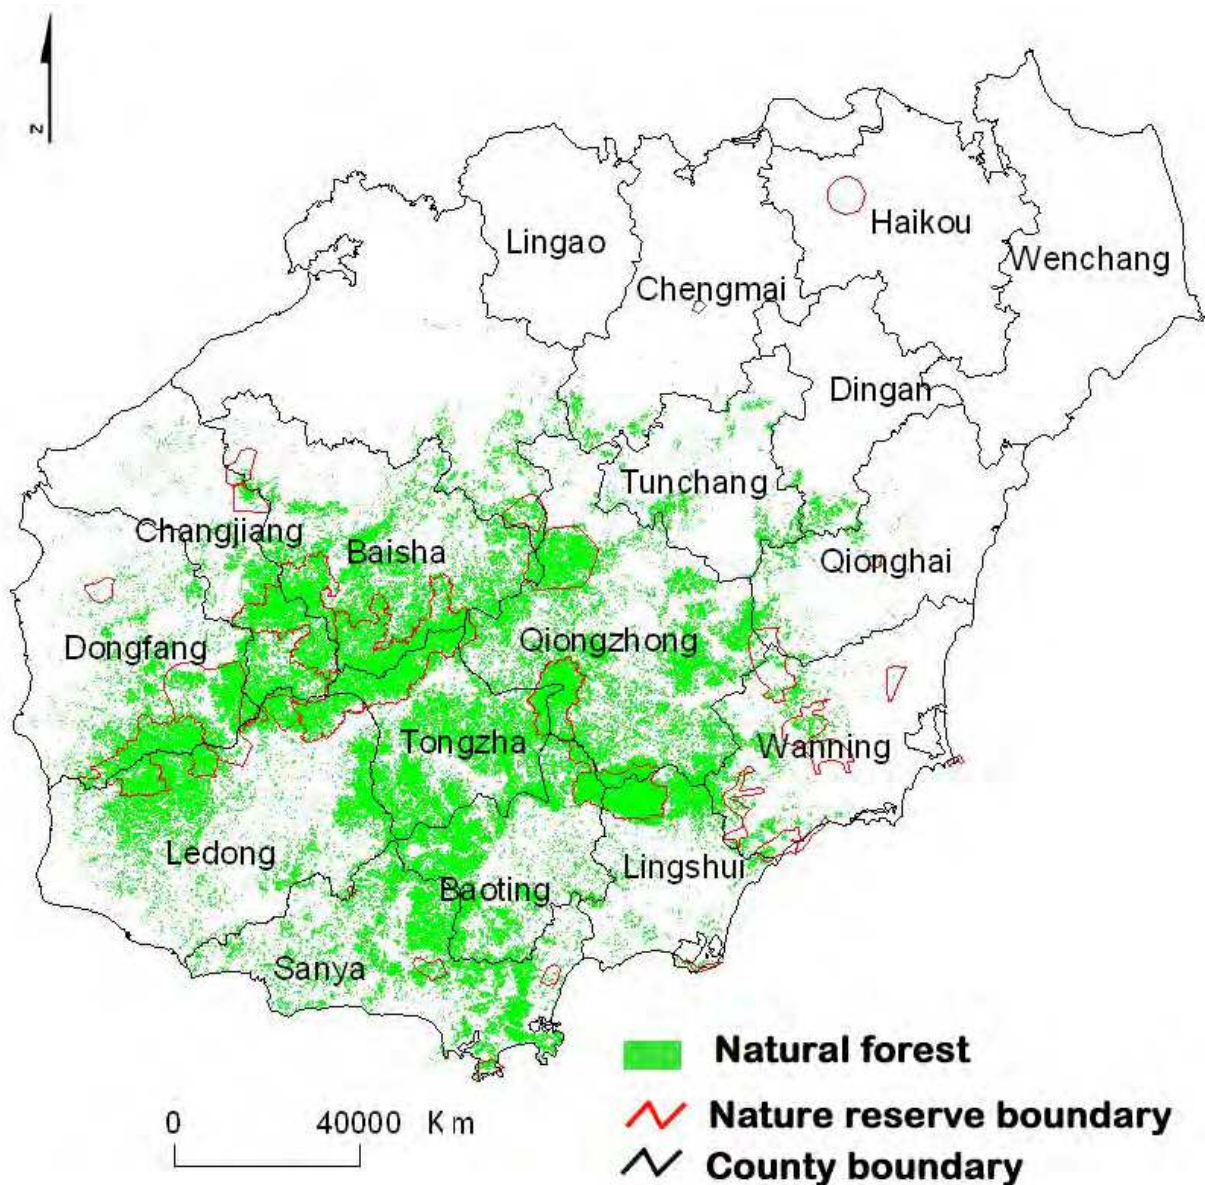 z
Lingao
Haikou
Wenchang
Chengmai
Dingan
Tunchang
Changjiang
Baisha
Qionghai
Dongfang
Qiongzhong
Tongzha
Wanning
Ledong
Lingshui
Baoting
Sanya
Natural forest
Nature reserve boundary
County boundary
0 40000 Km